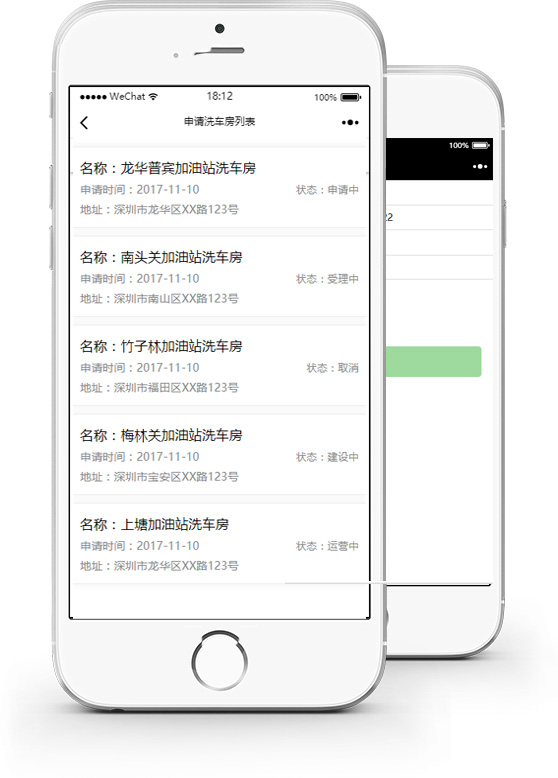 WeChat 18:12 100%
申请洗车房列表
名称：龙华普宾加油站洗车房
申请时间：2017-11-10 状态：申请中
地址：深圳市龙华区XX路123号
名称：南头关加油站洗车房
申请时间：2017-11-10 状态：受理中
地址：深圳市南山区XX路123号
名称：竹子林加油站洗车房
申请时间：2017-11-10 状态：取消
地址：深圳市福田区XX路123号
名称：梅林关加油站洗车房
申请时间：2017-11-10 状态：建设中
地址：深圳市宝安区XX路123号
名称：上塘加油站洗车房
申请时间：2017-11-10 状态：运营中
地址：深圳市龙华区XX路123号
100%
22